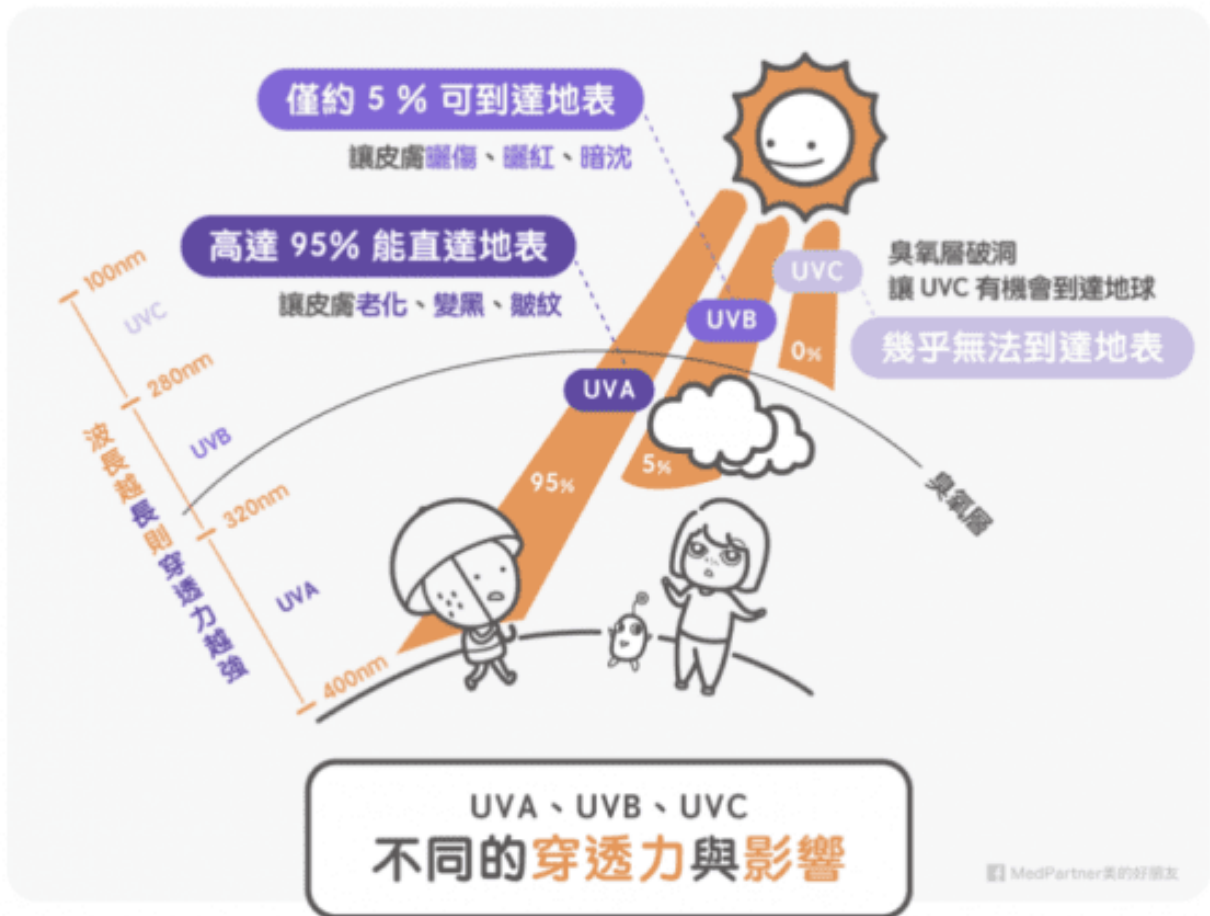 僅約 5 % 可到達地表
讓皮膚曬傷、曬紅、暗沈
高達 95% 能直達地表
讓皮膚老化、變黑、皺紋
UVC
臭氧層破洞
讓 UVC 有機會到達地球
幾乎無法到達地表
UVB
UVA
0%
5%
95%
臭氧層
100nm
UVC
280nm
UVB
320nm
UVA
400nm
波長越長則穿透力越強
UVA、UVB、UVC
不同的穿透力與影響
MedPartner美的好朋友